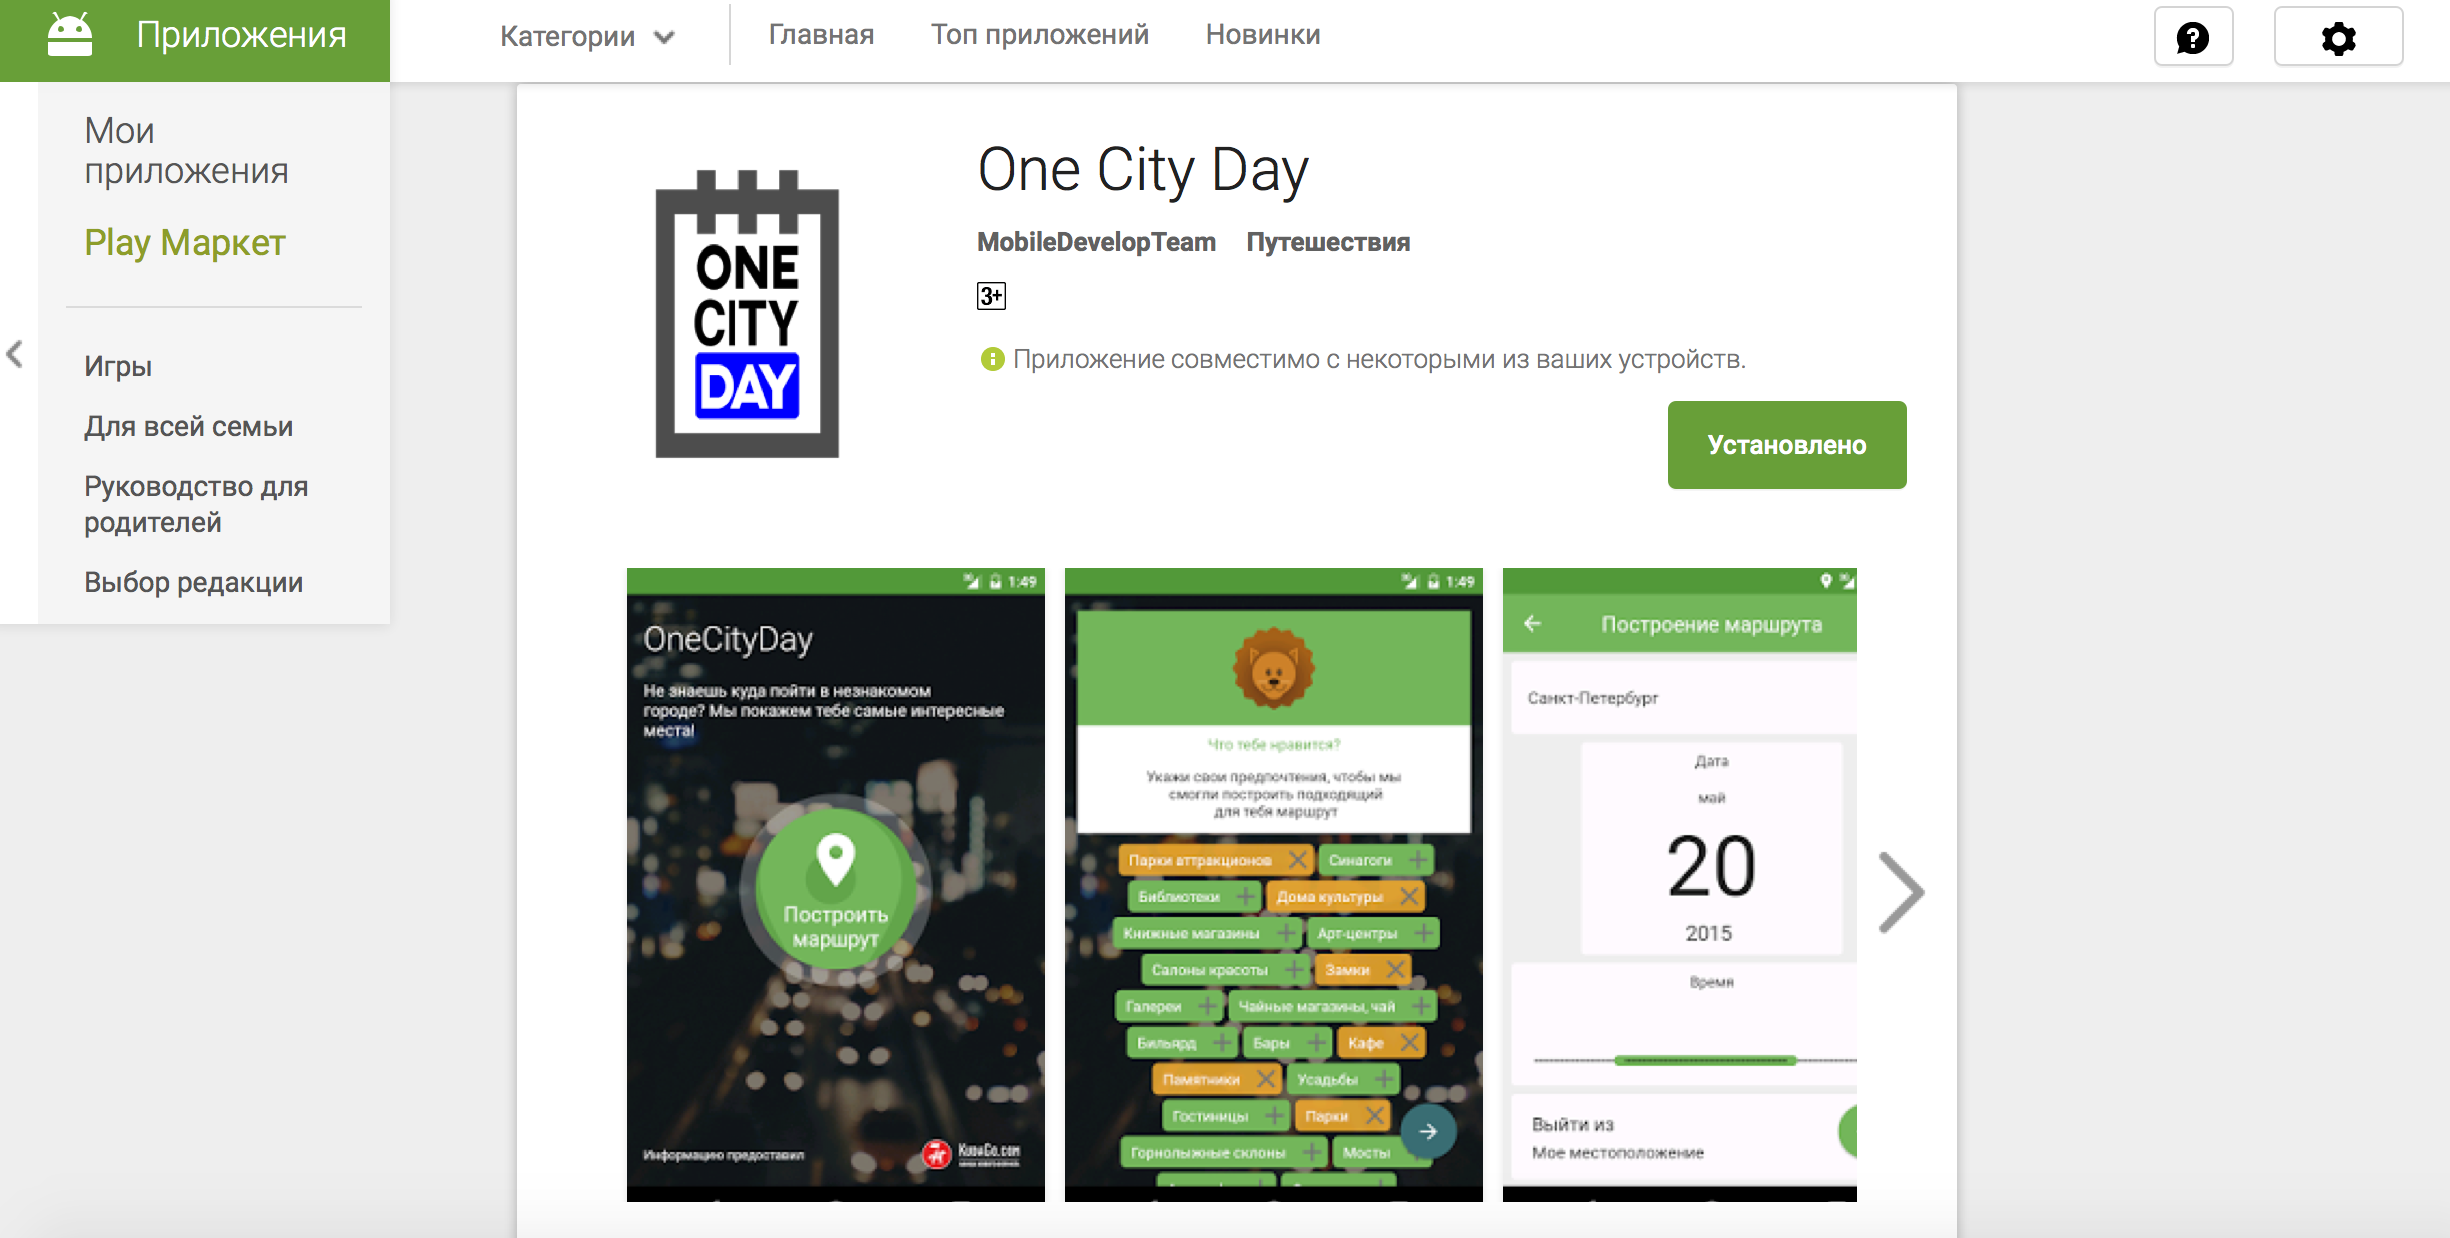 Приложения
Категории
Главная
Топ приложений
Новинки
Мои
приложения
Play Маркет
Игры
Для всей семьи
Руководство для
родителей
Выбор редакции
ONE
CITY
DAY
One City Day
MobileDevelopTeam Путешествия
3+
Приложение совместимо с некоторыми из ваших устройств.
Установлено
1:49
OneCityDay
Не знаешь куда пойти в незнакомом
городе? Мы покажем тебе самые интересные
места!
Построить
маршрут
Информацию предоставил
KudaGo.com
1:49
Что тебе нравится?
Укажи свои предпочтения, чтобы мы
смогли построить подходящий
для тебя маршрут
Парки аттракционов Синагоги
Библиотеки Дома культуры
Книжные магазины Арт-центры
Салоны красоты Замки
Галереи Чайные магазины, чай
Бильярд Бары Кафе
Памятники Усадьбы
Гостиницы Парки
Горнолыжные склоны Мосты
Построение маршрута
Санкт-Петербург
Дата
май
20
2015
Время
Выйти из
Мое местоположение